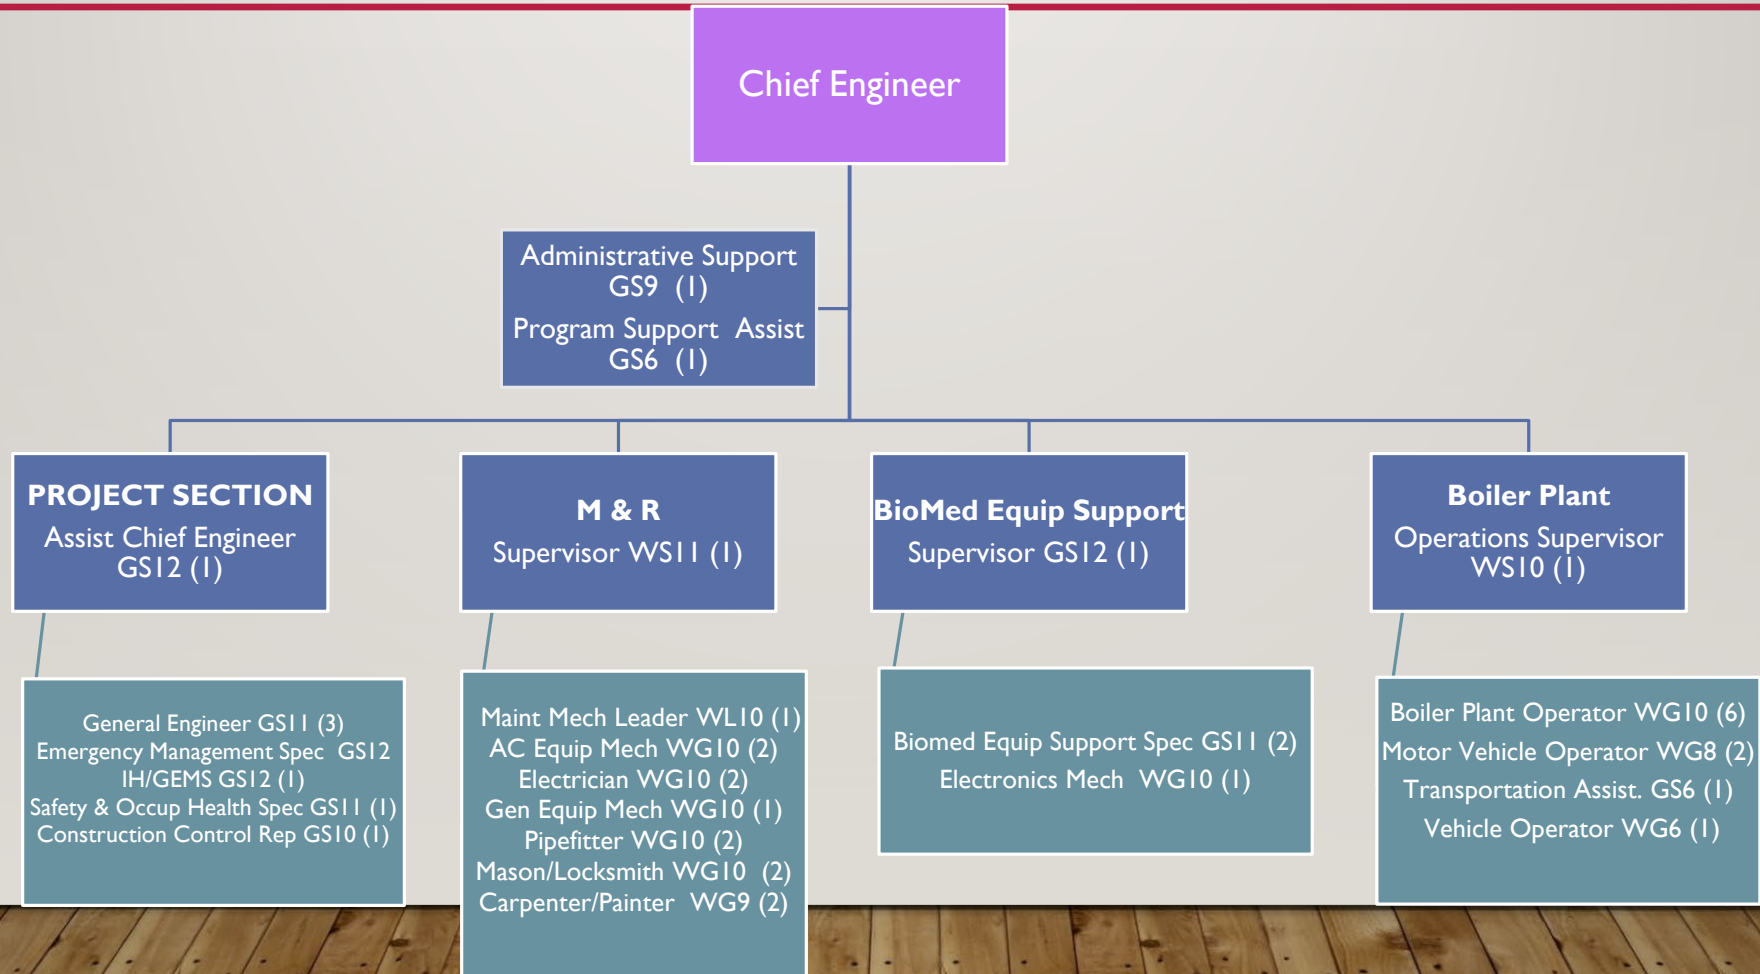 Chief Engineer
Administrative Support
GS9 (1)
Program Support Assist
GS6 (1)
PROJECT SECTION
Assist Chief Engineer
GS12 (1)
M & R
Supervisor WS11 (1)
BioMed Equip Support
Supervisor GS12 (1)
Boiler Plant
Operations Supervisor
WS10 (1)
General Engineer GS11 (3)
Emergency Management Spec GS12
IH/GEMS GS12 (1)
Safety & Occup Health Spec GS11 (1)
Construction Control Rep GS10 (1)
Maint Mech Leader WL10 (1)
AC Equip Mech WG10 (2)
Electrician WG10 (2)
Gen Equip Mech WG10 (1)
Pipefitter WG10 (2)
Mason/Locksmith WG10 (2)
Carpenter/Painter WG9 (2)
Biomed Equip Support Spec GS11 (2)
Electronics Mech WG10 (1)
Boiler Plant Operator WG10 (6)
Motor Vehicle Operator WG8 (2)
Transportation Assist. GS6 (1)
Vehicle Operator WG6 (1)